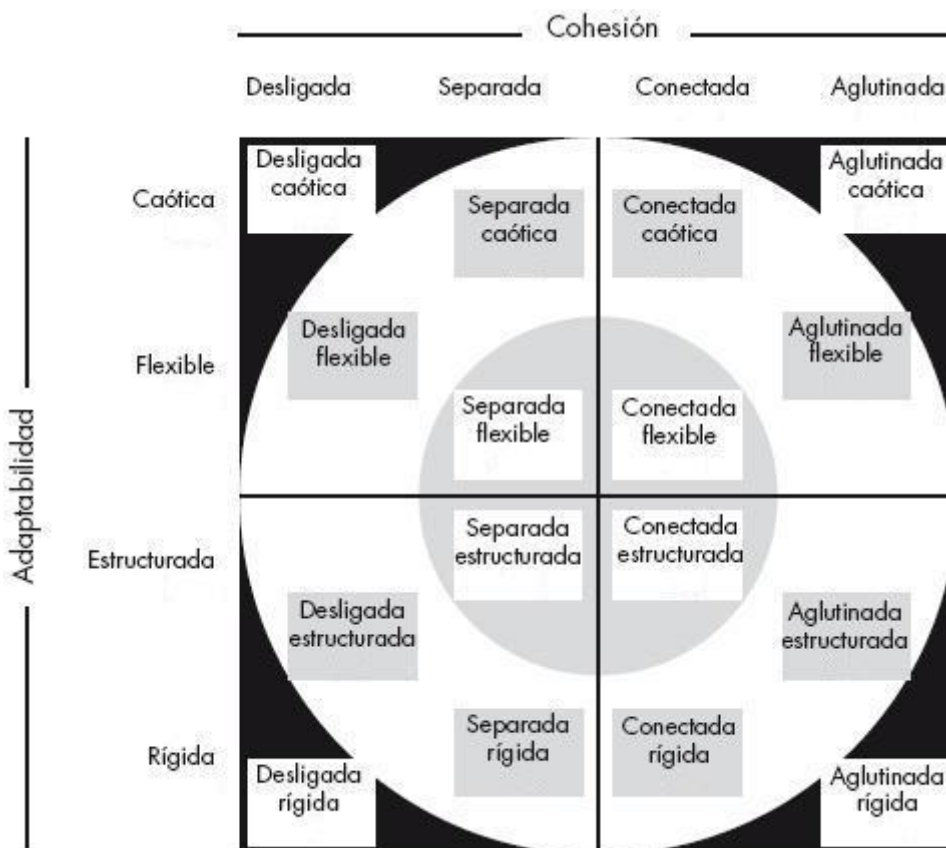 Cohesión
Desligada Separada Conectada Aglutinada
Adaptabilidad
Caótica
Flexible
Estructurada
Rígida
Desligada
caótica
Separada
caótica
Conectada
caótica
Aglutinada
caótica
Desligada
flexible
Separada
flexible
Conectada
flexible
Aglutinada
flexible
Separada
estructurada
Conectada
estructurada
Desligada
estructurada
Aglutinada
estructurada
Separada
rígida
Conectada
rígida
Desligada
rígida
Aglutinada
rígida